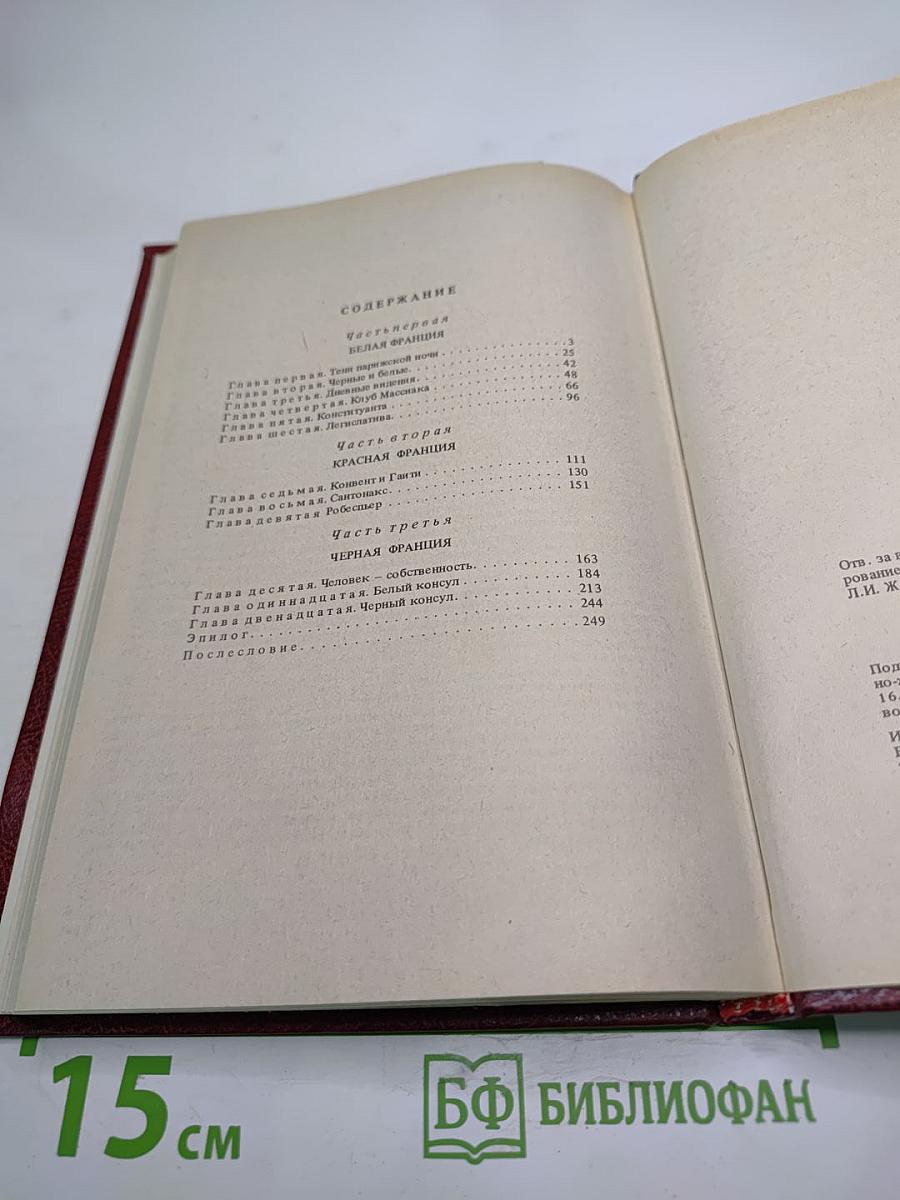 СОДЕРЖАНИЕ
Часть первая
БЕЛАЯ ФРАНЦИЯ
Глава первая. Тени парижской ночи . . . . . . . . . . . . . 3
Глава вторая. Черные и белые. . . . . . . . . . . . . . 25
Глава третья. Дневные видения. . . . . . . . . . . . . . 42
Глава четвертая. Клуб Массиака . . . . . . . . . . . . . 48
Глава пятая. Конституанта . . . . . . . . . . . . . . 66
Глава шестая. Легислатива. . . . . . . . . . . . . . 96
Часть вторая
КРАСНАЯ ФРАНЦИЯ
Глава седьмая. Конвент и Гаити . . . . . . . . . . . . . 111
Глава восьмая. Сантонакс. . . . . . . . . . . . . . 130
Глава девятая Робеспьер . . . . . . . . . . . . . . 151
Часть третья
ЧЕРНАЯ ФРАНЦИЯ
Глава десятая. Человек — собственность. . . . . . . . . . 163
Глава одиннадцатая. Белый консул . . . . . . . . . . 184
Глава двенадцатая. Черный консул. . . . . . . . . . 213
Эпилог. . . . . . . . . . . . . . . . . . . . . . 244
Послесловие. . . . . . . . . . . . . . . . . . . . 249
Отв. за в
рование
Л.И. Ж
Под
но-
16.
во
15 см
БФ БИБЛИОФАН